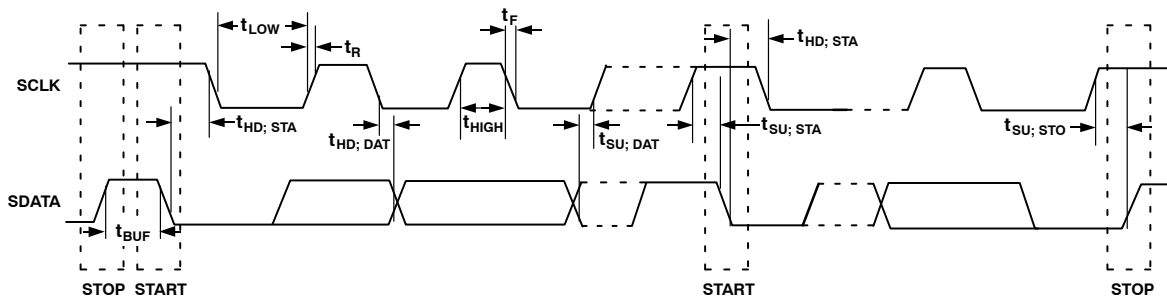 tF
tLOW
tR
tHD; STA
SCLK
tHD; STA
tHD; DAT
tHIGH
tSU; DAT
tSU; STA
tSU; STO
SDATA
tBUF
STOP START START STOP